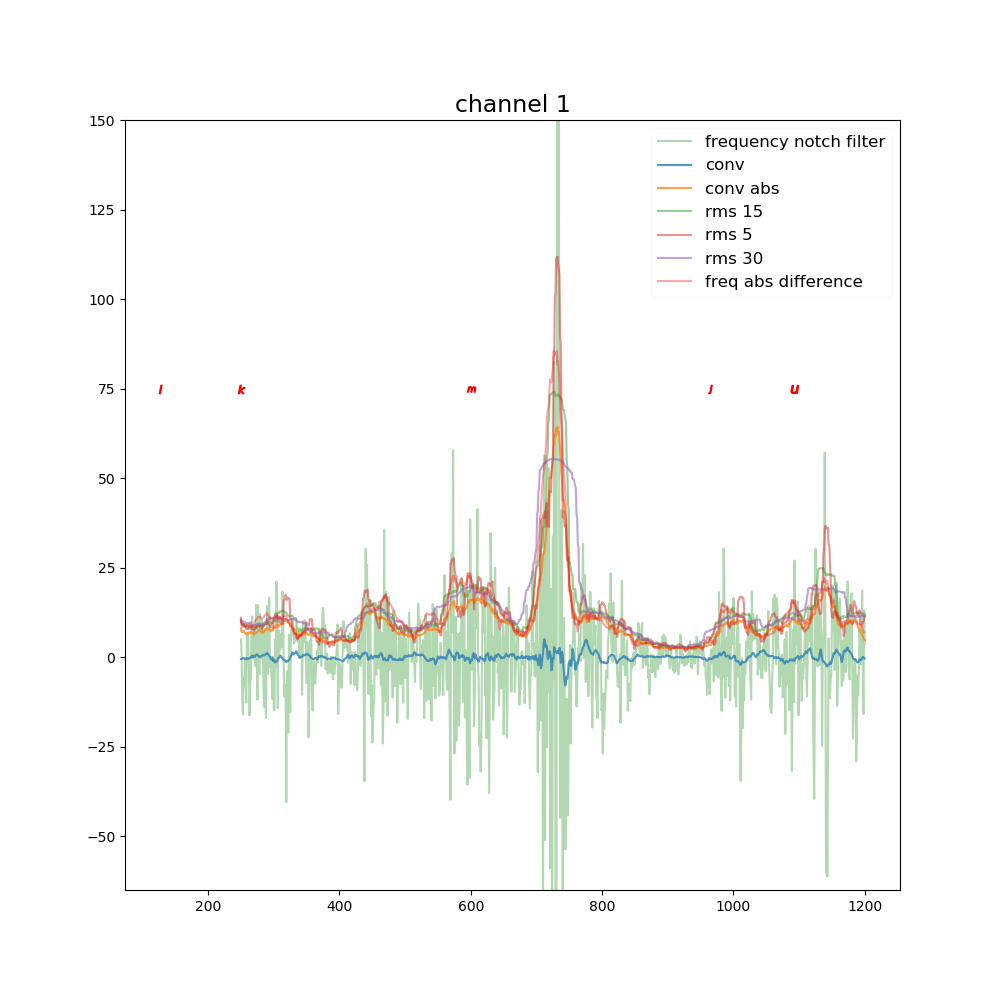 channel 1
150
125
100
75
50
25
0
−25
−50
frequency notch filter
conv
conv abs
rms 15
rms 5
rms 30
freq abs difference
l k m j u
200 400 600 800 1000 1200